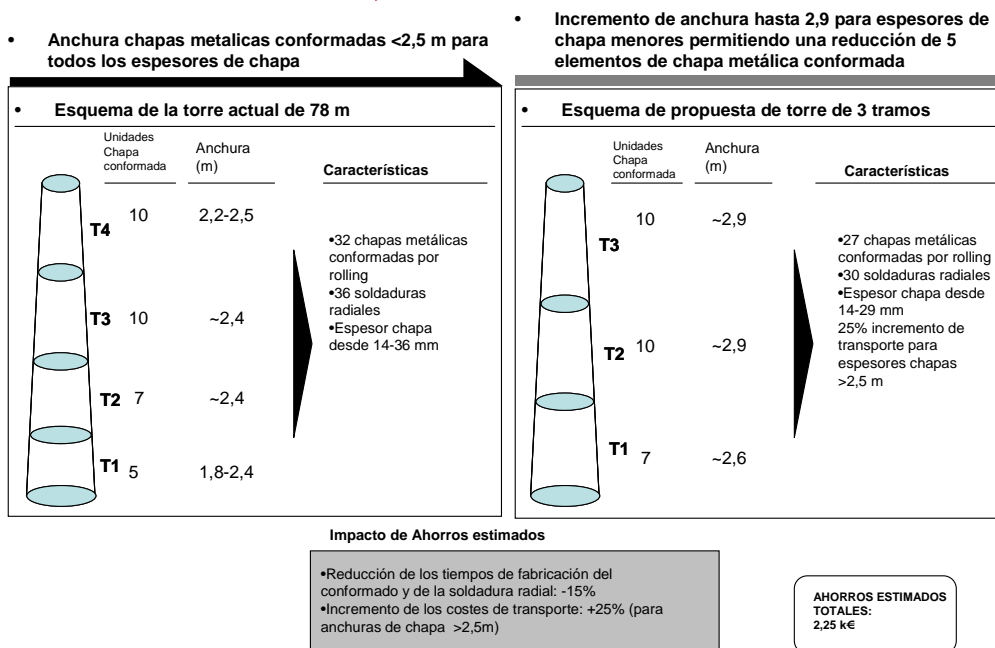 • Anchura chapas metalicas conformadas <2,5 m para
todos los espesores de chapa
• Esquema de la torre actual de 78 m
Unidades
Chapa
conformada
Anchura
(m)
Características
T4 10 2,2-2,5
T3 10 ~2,4
T2 7 ~2,4
T1 5 1,8-2,4
•32 chapas metálicas
conformadas por
rolling
•36 soldaduras
radiales
•Espesor chapa
desde 14-36 mm
• Incremento de anchura hasta 2,9 para espesores de
chapa menores permitiendo una reducción de 5
elementos de chapa metálica conformada
• Esquema de propuesta de torre de 3 tramos
Unidades
Chapa
conformada
Anchura
(m)
Características
T3 10 ~2,9
T2 10 ~2,9
T1 7 ~2,6
•27 chapas metálicas
conformadas por rolling
•30 soldaduras radiales
•Espesor chapa desde
14-29 mm
25% incremento de
transporte para
espesores chapas
>2,5 m
Impacto de Ahorros estimados
•Reducción de los tiempos de fabricación del
conformado y de la soldadura radial: -15%
•Incremento de los costes de transporte: +25% (para
anchuras de chapa >2,5m)
AHORROS ESTIMADOS
TOTALES:
2,25 k€